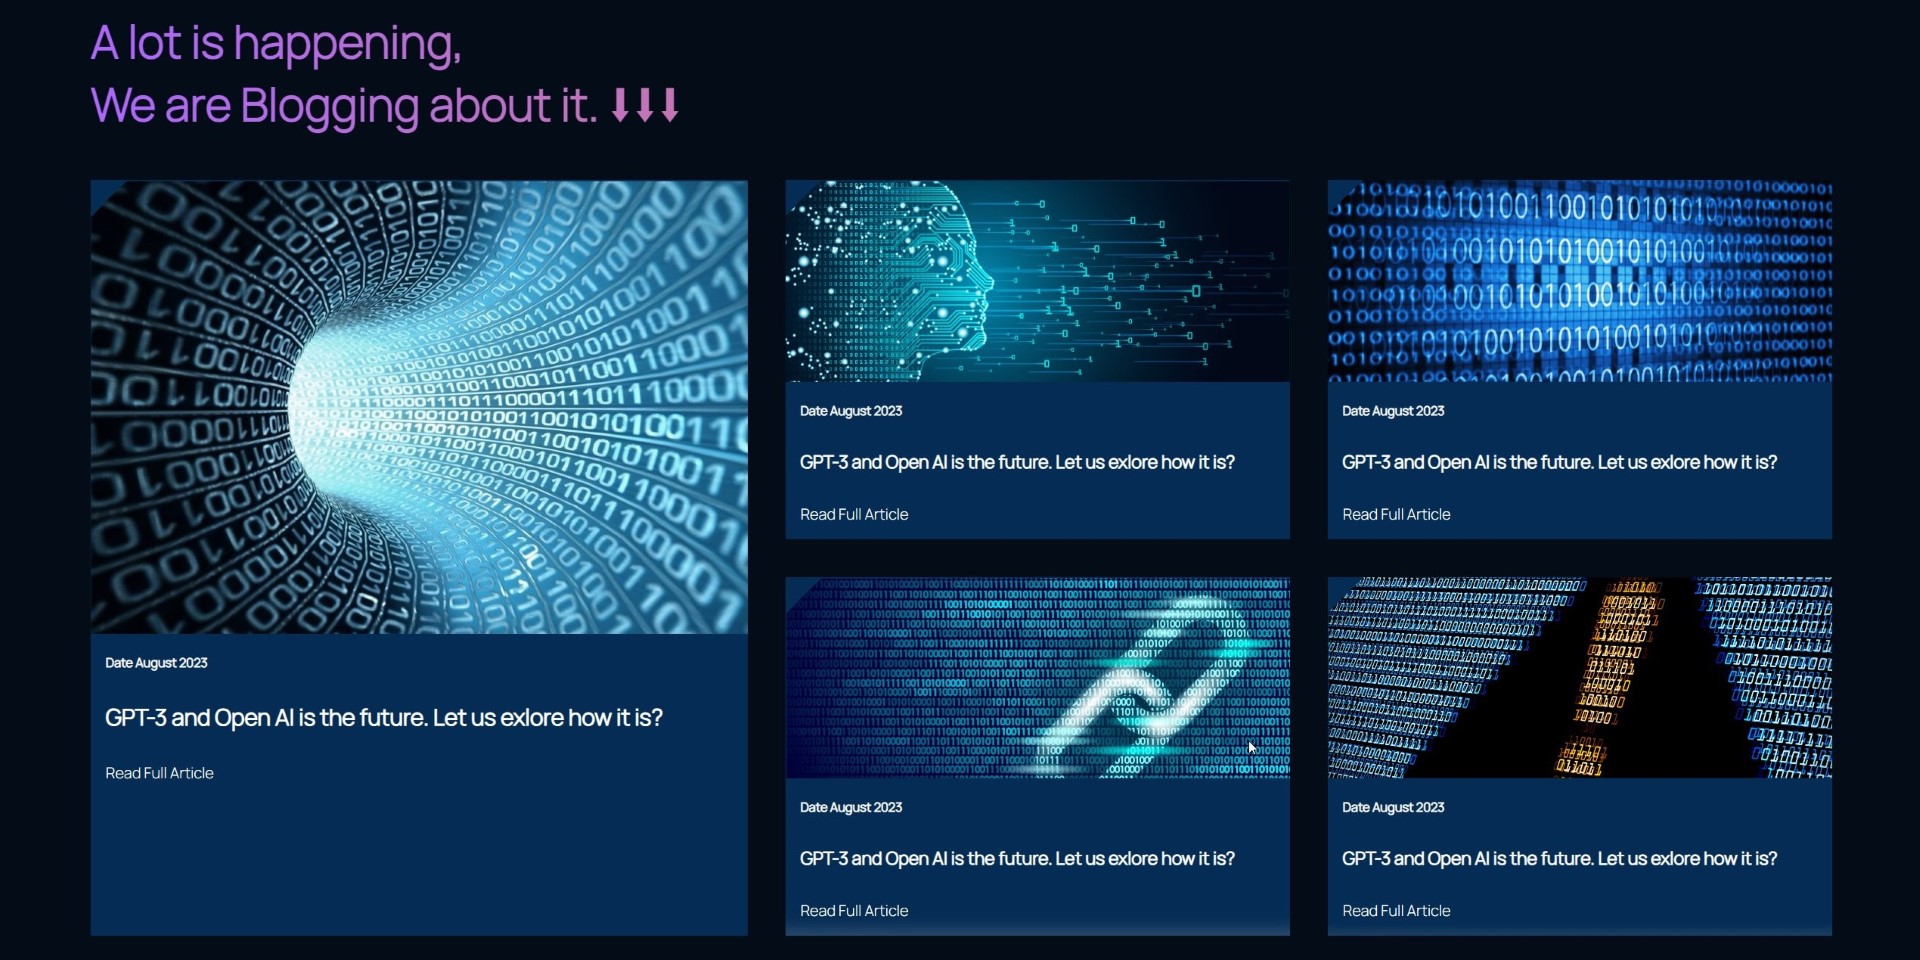 A lot is happening,
We are Blogging about it. ⬇⬇⬇
Date August 2023
GPT-3 and Open AI is the future. Let us exlore how it is?
Read Full Article
Date August 2023
GPT-3 and Open AI is the future. Let us exlore how it is?
Read Full Article
Date August 2023
GPT-3 and Open AI is the future. Let us exlore how it is?
Read Full Article
Date August 2023
GPT-3 and Open AI is the future. Let us exlore how it is?
Read Full Article
Date August 2023
GPT-3 and Open AI is the future. Let us exlore how it is?
Read Full Article